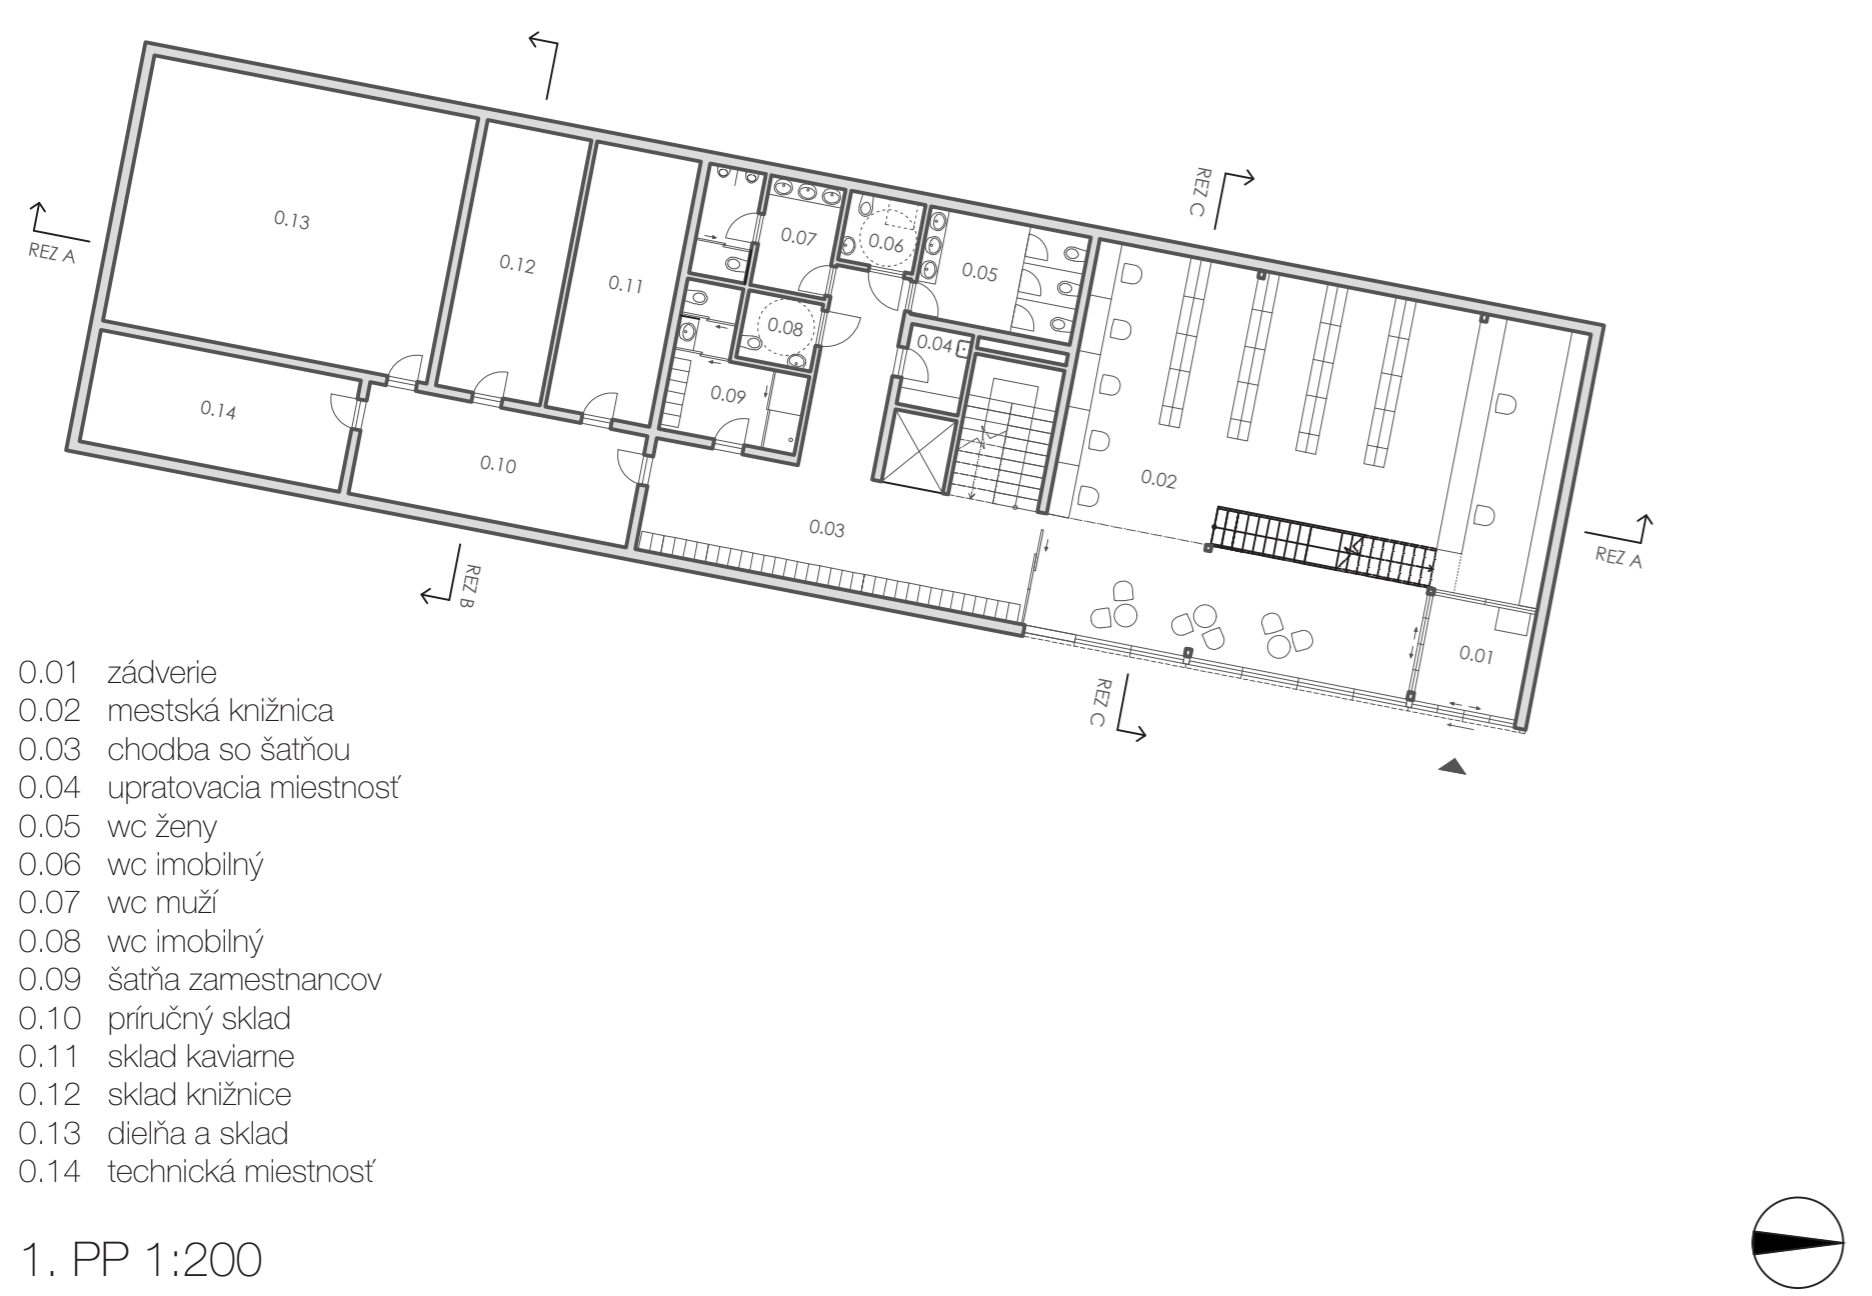 REZ C
REZ A
0.13
0.12
0.11
0.07
0.06
0.05
0.08
0.04
0.09
0.14
0.10
0.02
0.03
REZ A
REZ B
0.01
REZ C
0.01 zádverie
0.02 mestská knižnica
0.03 chodba so šatňou
0.04 upratovacia miestnosť
0.05 wc ženy
0.06 wc imobilný
0.07 wc muží
0.08 wc imobilný
0.09 šatňa zamestnancov
0.10 príručný sklad
0.11 sklad kaviarne
0.12 sklad knižnice
0.13 dielňa a sklad
0.14 technická miestnosť
1. PP 1:200